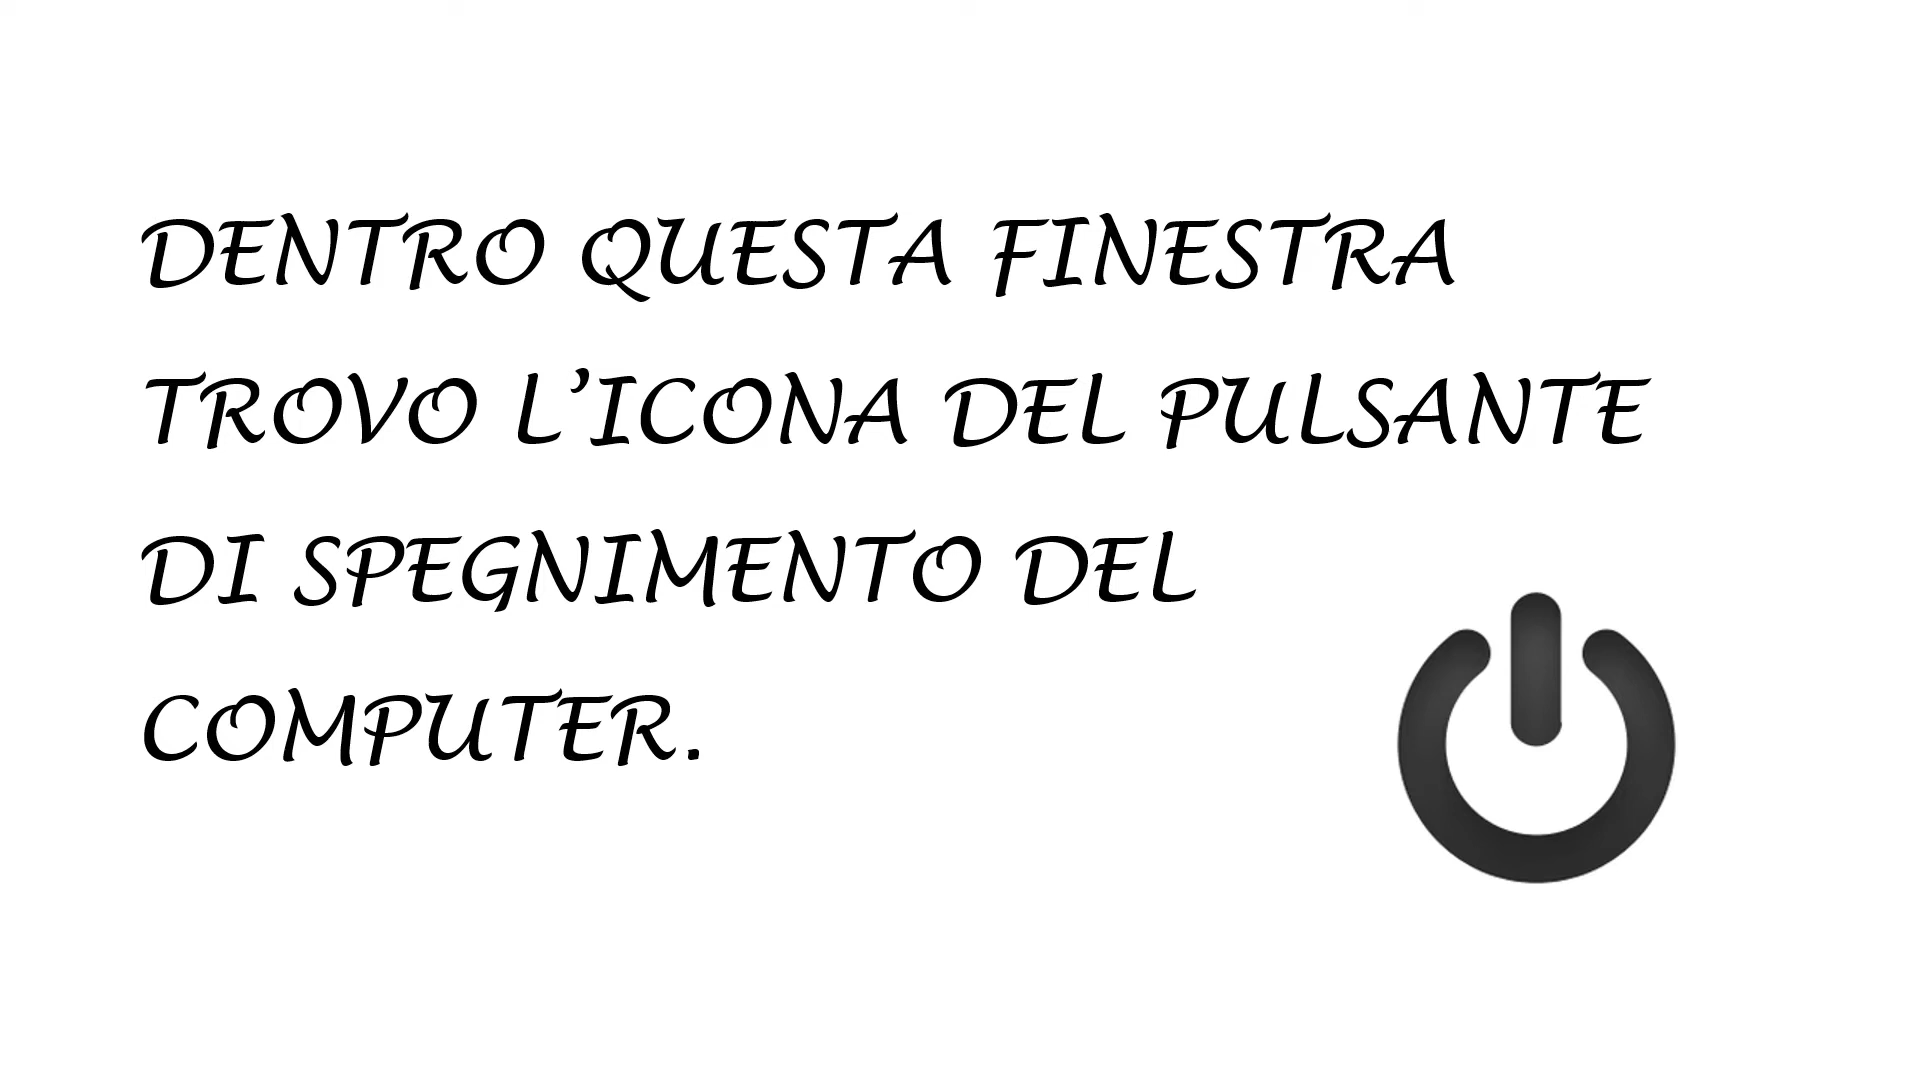 DENTRO QUESTA FINESTRA
TROVO L’ICONA DEL PULSANTE
DI SPEGNIMENTO DEL
COMPUTER.